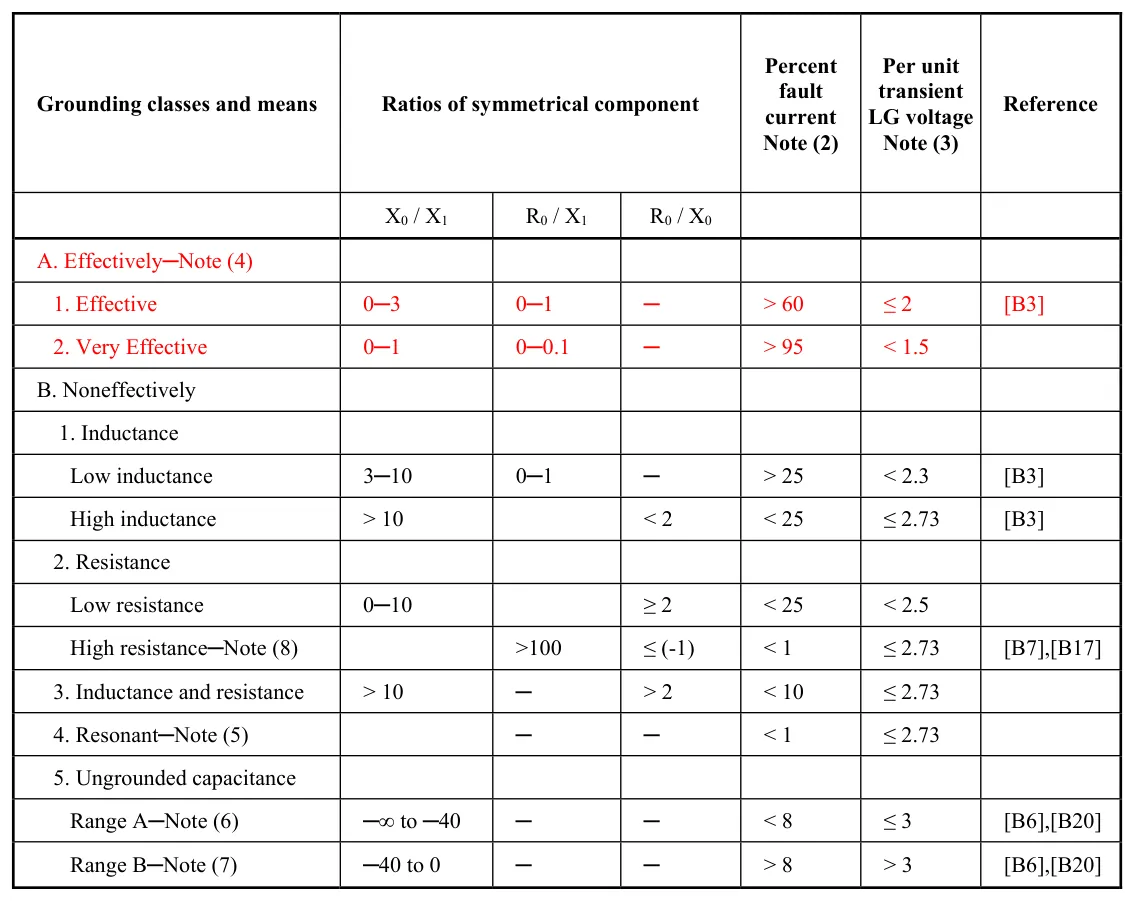 Grounding classes and means Ratios of symmetrical component Percent fault current Note (2) Per unit transient LG voltage Note (3) Reference
X₀ / X₁ R₀ / X₁ R₀ / X₀
A. Effectively─Note (4)
1. Effective 0─3 0─1 ─ > 60 ≤ 2 [B3]
2. Very Effective 0─1 0─0.1 ─ > 95 < 1.5
B. Noneffectively
1. Inductance
Low inductance 3─10 0─1 ─ > 25 < 2.3 [B3]
High inductance > 10 < 2 < 25 ≤ 2.73 [B3]
2. Resistance
Low resistance 0─10 ≥ 2 < 25 < 2.5
High resistance─Note (8) >100 ≤ (-1) < 1 ≤ 2.73 [B7],[B17]
3. Inductance and resistance > 10 ─ > 2 < 10 ≤ 2.73
4. Resonant─Note (5) ─ ─ < 1 ≤ 2.73
5. Ungrounded capacitance
Range A─Note (6) ─∞ to ─40 ─ ─ < 8 ≤ 3 [B6],[B20]
Range B─Note (7) ─40 to 0 ─ ─ > 8 > 3 [B6],[B20]